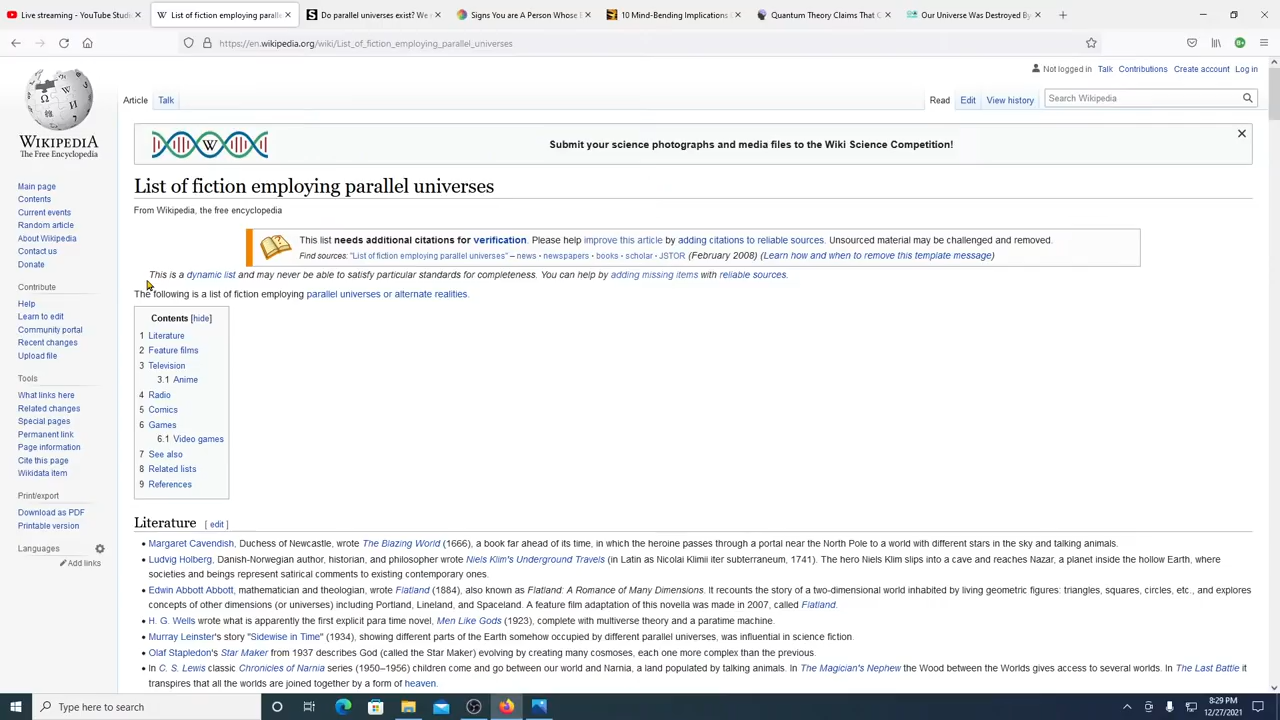 Live streaming - YouTube Studi
List of fiction employing paralle
Do parallel universes exist? We
Signs You are A Person Whose E
10 Mind-Bending Implications
Quantum Theory Claims That C
Our Universe Was Destroyed By
https://en.wikipedia.org/wiki/List_of_fiction_employing_parallel_universes
Not logged in Talk Contributions Create account Log in
Article Talk Read Edit View history Search Wikipedia
WIKIPEDIA
The Free Encyclopedia
Main page
Contents
Current events
Random article
About Wikipedia
Contact us
Donate
Contribute
Help
Learn to edit
Community portal
Recent changes
Upload file
Tools
What links here
Related changes
Special pages
Permanent link
Page information
Cite this page
Wikidata item
Print/export
Download as PDF
Printable version
Languages
Add links
W
Submit your science photographs and media files to the Wiki Science Competition!
List of fiction employing parallel universes
From Wikipedia, the free encyclopedia
This list needs additional citations for verification. Please help improve this article by adding citations to reliable sources. Unsourced material may be challenged and removed.
Find sources: "List of fiction employing parallel universes" – news · newspapers · books · scholar · JSTOR (February 2008) (Learn how and when to remove this template message)
This is a dynamic list and may never be able to satisfy particular standards for completeness. You can help by adding missing items with reliable sources.
The following is a list of fiction employing parallel universes or alternate realities.
Contents [hide]
1 Literature
2 Feature films
3 Television
3.1 Anime
4 Radio
5 Comics
6 Games
6.1 Video games
7 See also
8 Related lists
9 References
Literature [ edit ]
• Margaret Cavendish, Duchess of Newcastle, wrote The Blazing World (1666), a book far ahead of its time, in which the heroine passes through a portal near the North Pole to a world with different stars in the sky and talking animals.
• Ludvig Holberg, Danish-Norwegian author, historian, and philosopher wrote Niels Klim's Underground Travels (in Latin as Nicolai Klimii iter subterraneum, 1741). The hero Niels Klim slips into a cave and reaches Nazar, a planet inside the hollow Earth, where
societies and beings represent satirical comments to existing contemporary ones.
• Edwin Abbott Abbott, mathematician and theologian, wrote Flatland (1884), also known as Flatland: A Romance of Many Dimensions. It recounts the story of a two-dimensional world inhabited by living geometric figures: triangles, squares, circles, etc., and explores
concepts of other dimensions (or universes) including Portland, Lineland, and Spaceland. A feature film adaptation of this novella was made in 2007, called Flatland.
• H. G. Wells wrote what is apparently the first explicit para time novel, Men Like Gods (1923), complete with multiverse theory and a paratime machine.
• Murray Leinster's story "Sidewise in Time" (1934), showing different parts of the Earth somehow occupied by different parallel universes, was influential in science fiction.
• Olaf Stapledon's Star Maker from 1937 describes God (called the Star Maker) evolving by creating many cosmoses, each one more complex than the previous.
• In C. S. Lewis classic Chronicles of Narnia series (1950–1956) children come and go between our world and Narnia, a land populated by talking animals. In The Magician's Nephew the Wood between the Worlds gives access to several worlds. In The Last Battle it
transpires that all the worlds are joined together by a form of heaven.
Type here to search
8:29 PM
12/27/2021